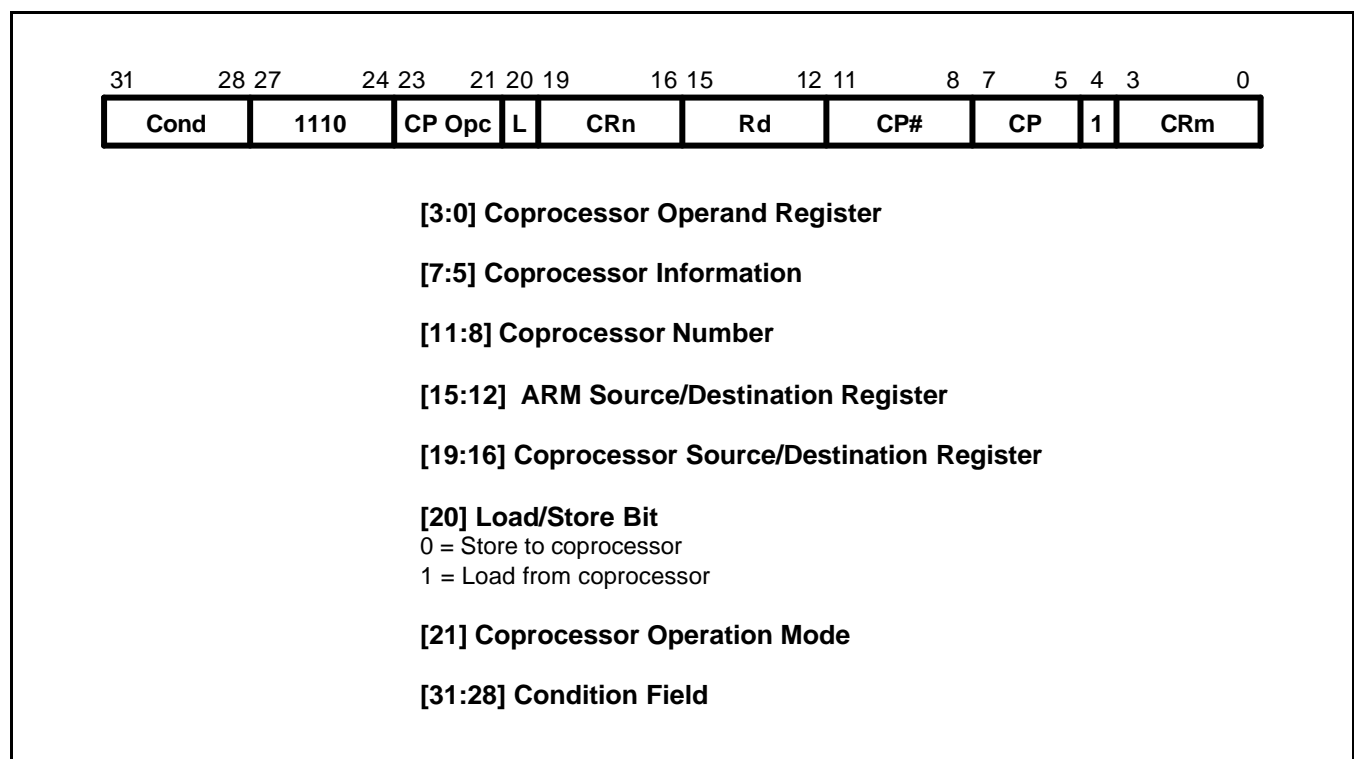 31 28 27 24 23 21 20 19 16 15 12 11 8 7 5 4 3 0
Cond 1110 CP Opc L CRn Rd CP# CP 1 CRm
[3:0] Coprocessor Operand Register
[7:5] Coprocessor Information
[11:8] Coprocessor Number
[15:12] ARM Source/Destination Register
[19:16] Coprocessor Source/Destination Register
[20] Load/Store Bit
0 = Store to coprocessor
1 = Load from coprocessor
[21] Coprocessor Operation Mode
[31:28] Condition Field